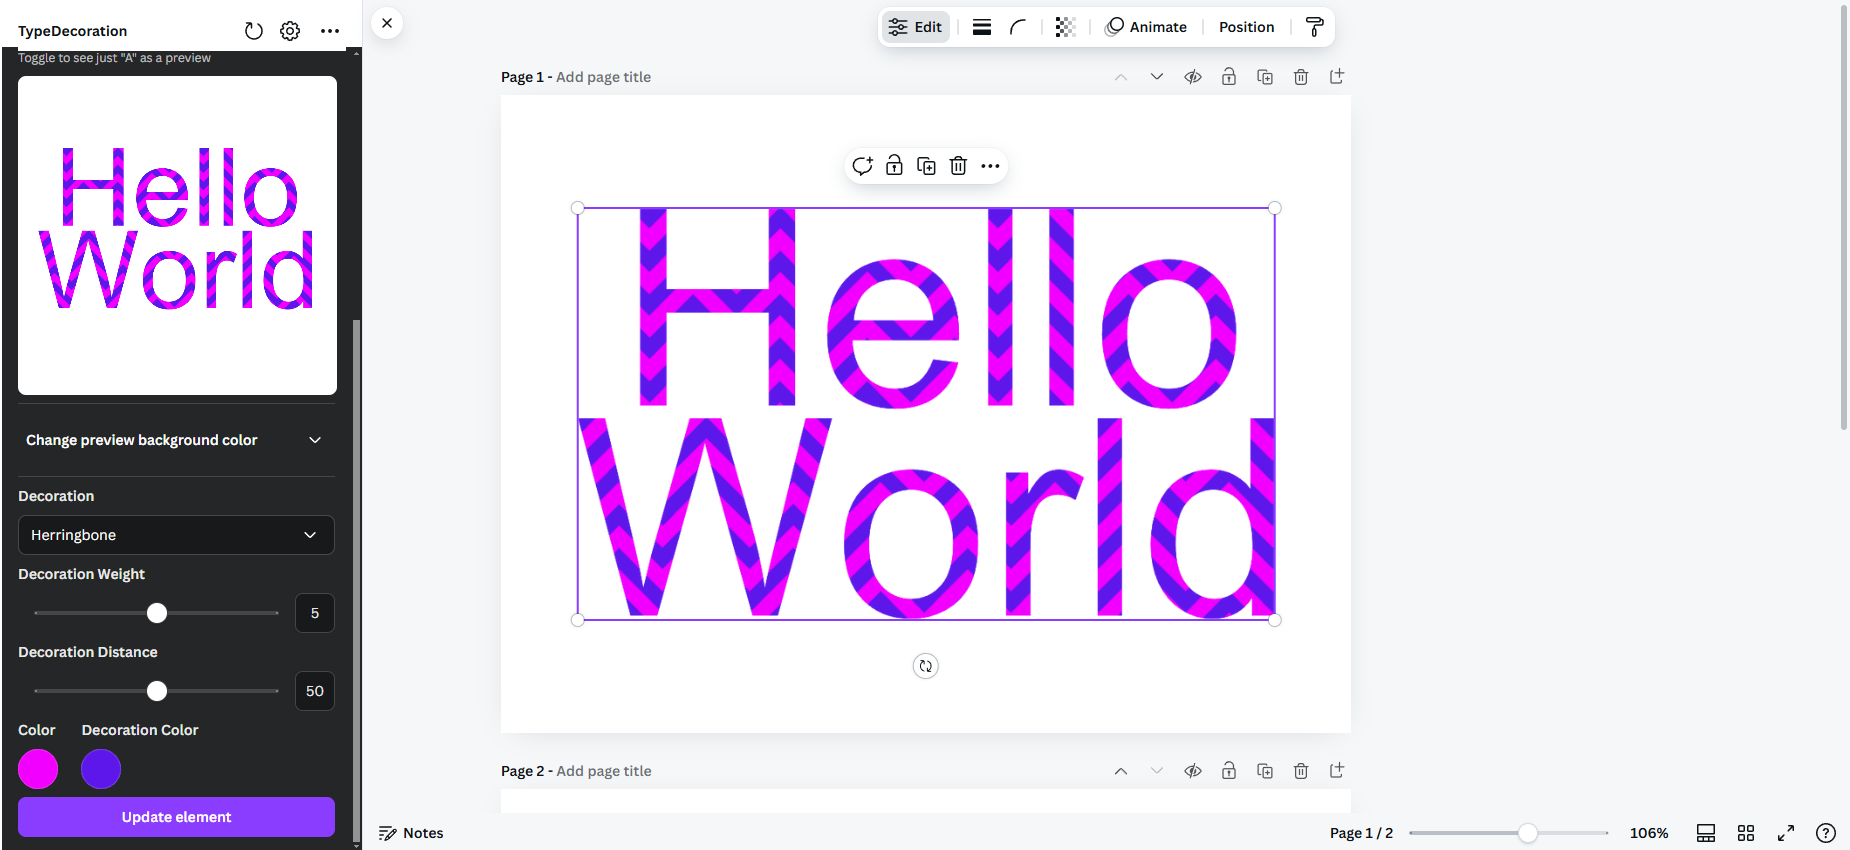 TypeDecoration
Toggle to see just "A" as a preview
Hello
World
Change preview background color
Decoration
Herringbone
Decoration Weight
5
Decoration Distance
50
Color Decoration Color
Update element
Edit Animate Position
Page 1 - Add page title
Hello
World
Page 2 - Add page title
Notes Page 1 / 2 106%